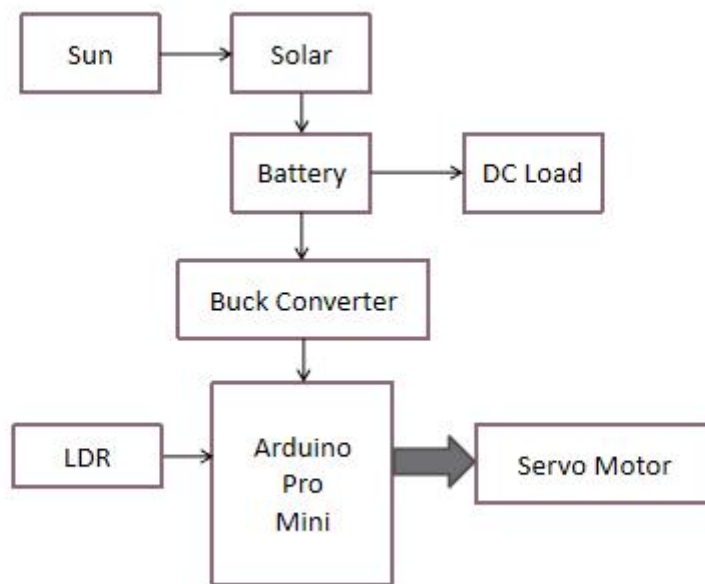 Sun
Solar
Battery
DC Load
Buck Converter
LDR
Arduino
Pro
Mini
Servo Motor